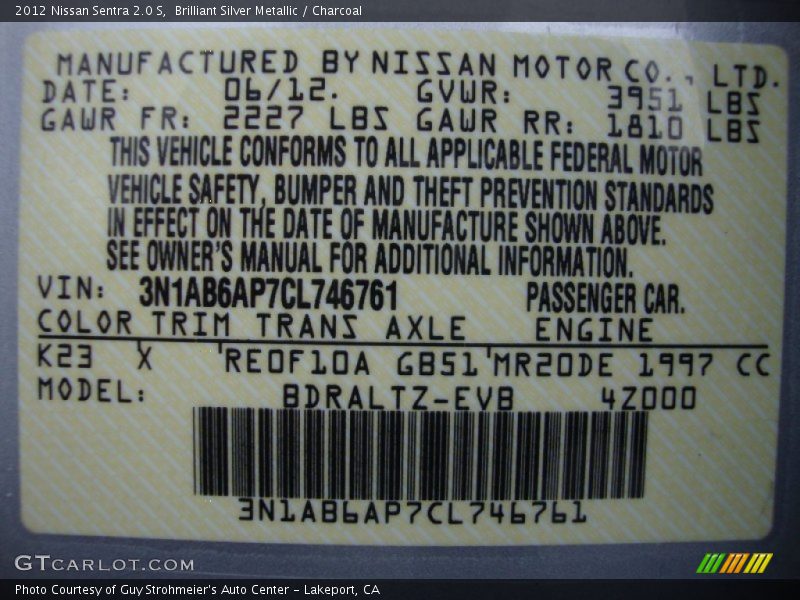 2012 Nissan Sentra 2.0 S,  Brilliant Silver Metallic / Charcoal
MANUFACTURED BY NISSAN MOTOR CO., LTD.
DATE: 06/12. GVWR: 3951 LBS
GAWR FR: 2227 LBS GAWR RR: 1810 LBS
THIS VEHICLE CONFORMS TO ALL APPLICABLE FEDERAL MOTOR
VEHICLE SAFETY, BUMPER AND THEFT PREVENTION STANDARDS
IN EFFECT ON THE DATE OF MANUFACTURE SHOWN ABOVE.
SEE OWNER'S MANUAL FOR ADDITIONAL INFORMATION.
VIN: 3N1AB6AP7CL746761 PASSENGER CAR.
COLOR TRIM TRANS AXLE ENGINE
K23 X RE0F10A GB51 MR20DE 1997 CC
MODEL: BDRALTZ-EVB 4Z000
3N1AB6AP7CL746761
GTCARLOT.COM
Photo Courtesy of Guy Strohmeier's Auto Center – Lakeport, CA